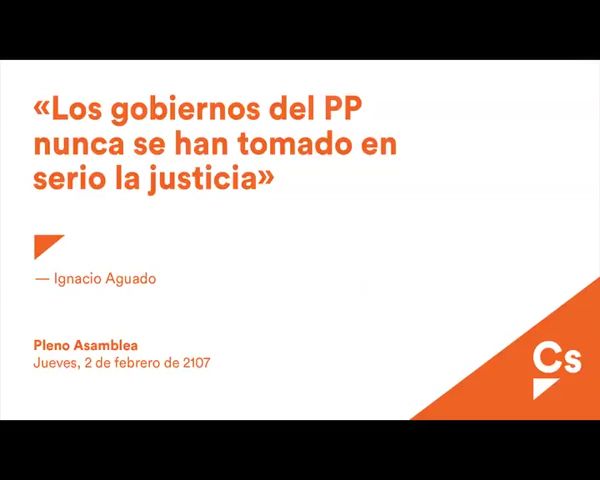 «Los gobiernos del PP
nunca se han tomado en
serio la justicia»
— Ignacio Aguado
Pleno Asamblea
Jueves, 2 de febrero de 2107
Cs